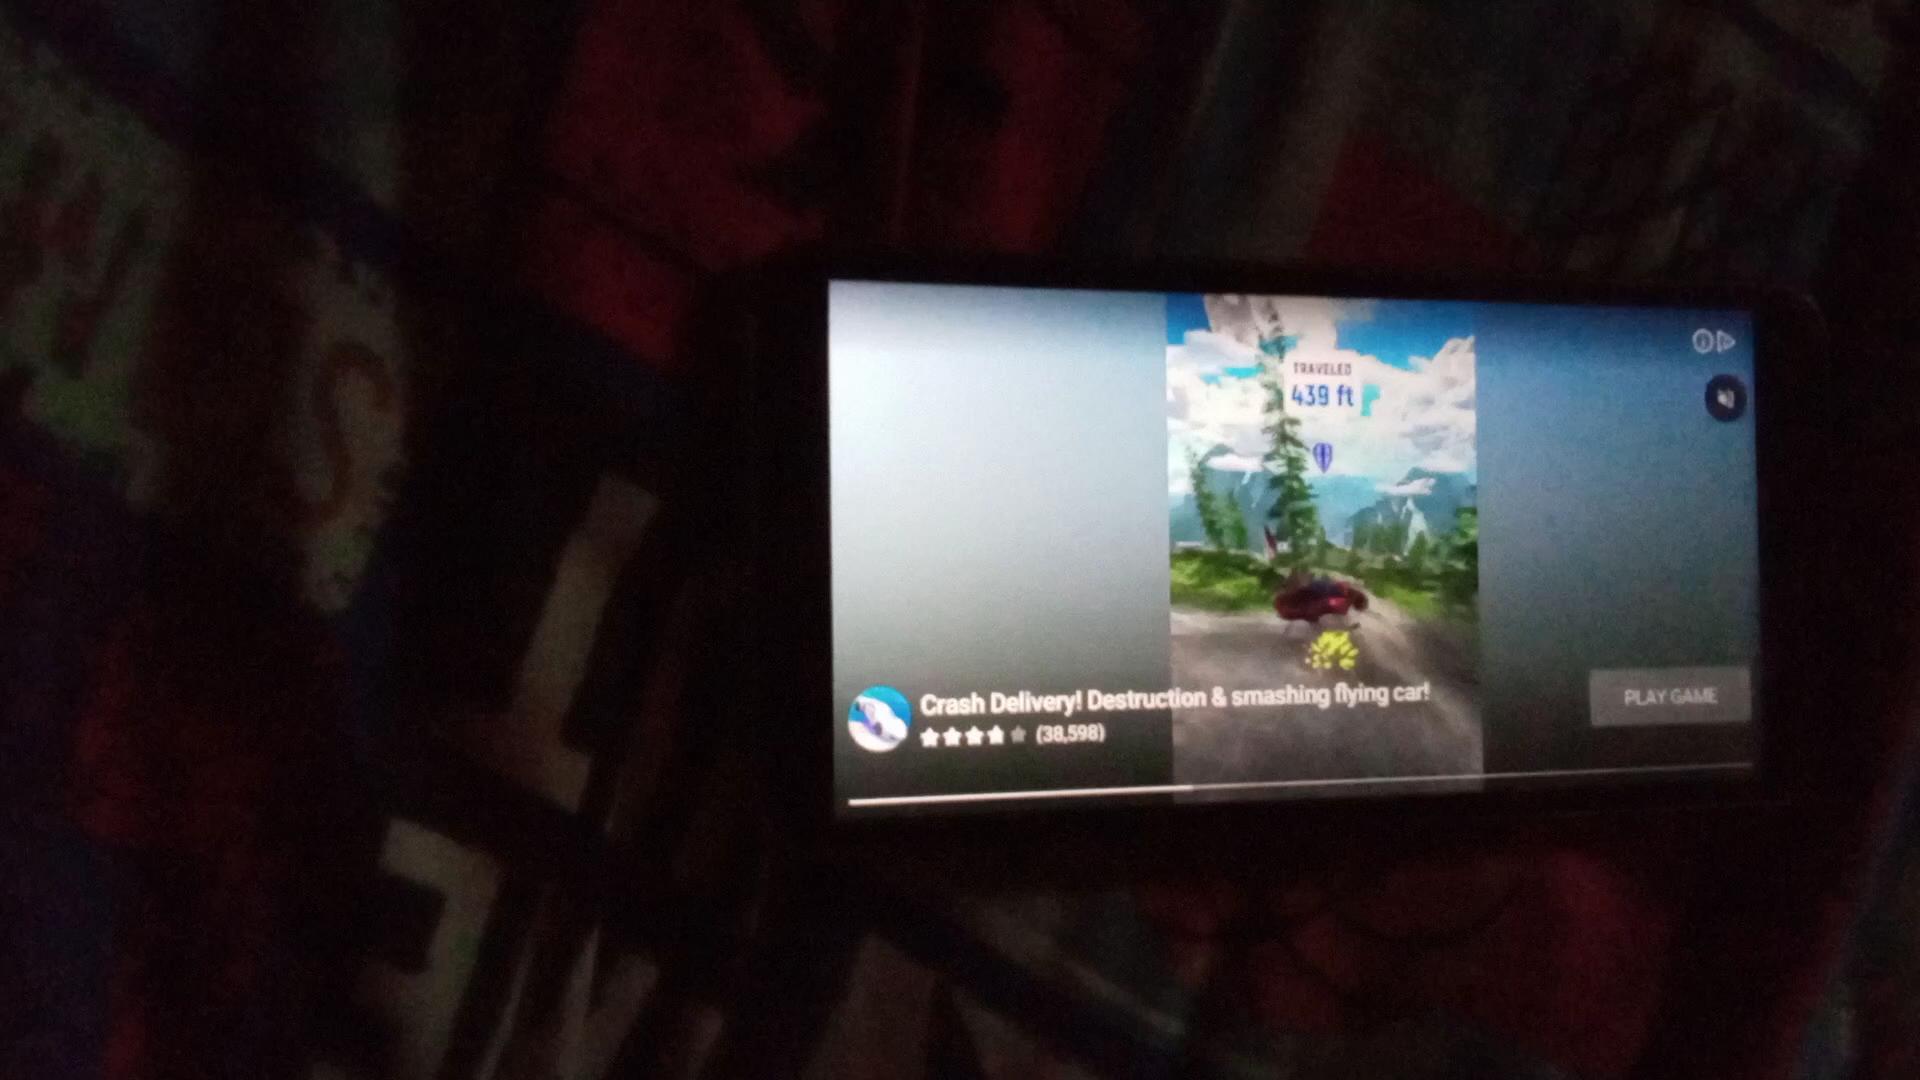 TRAVELED
439 ft
Crash Delivery! Destruction & smashing flying car!
(38,598)
PLAY GAME